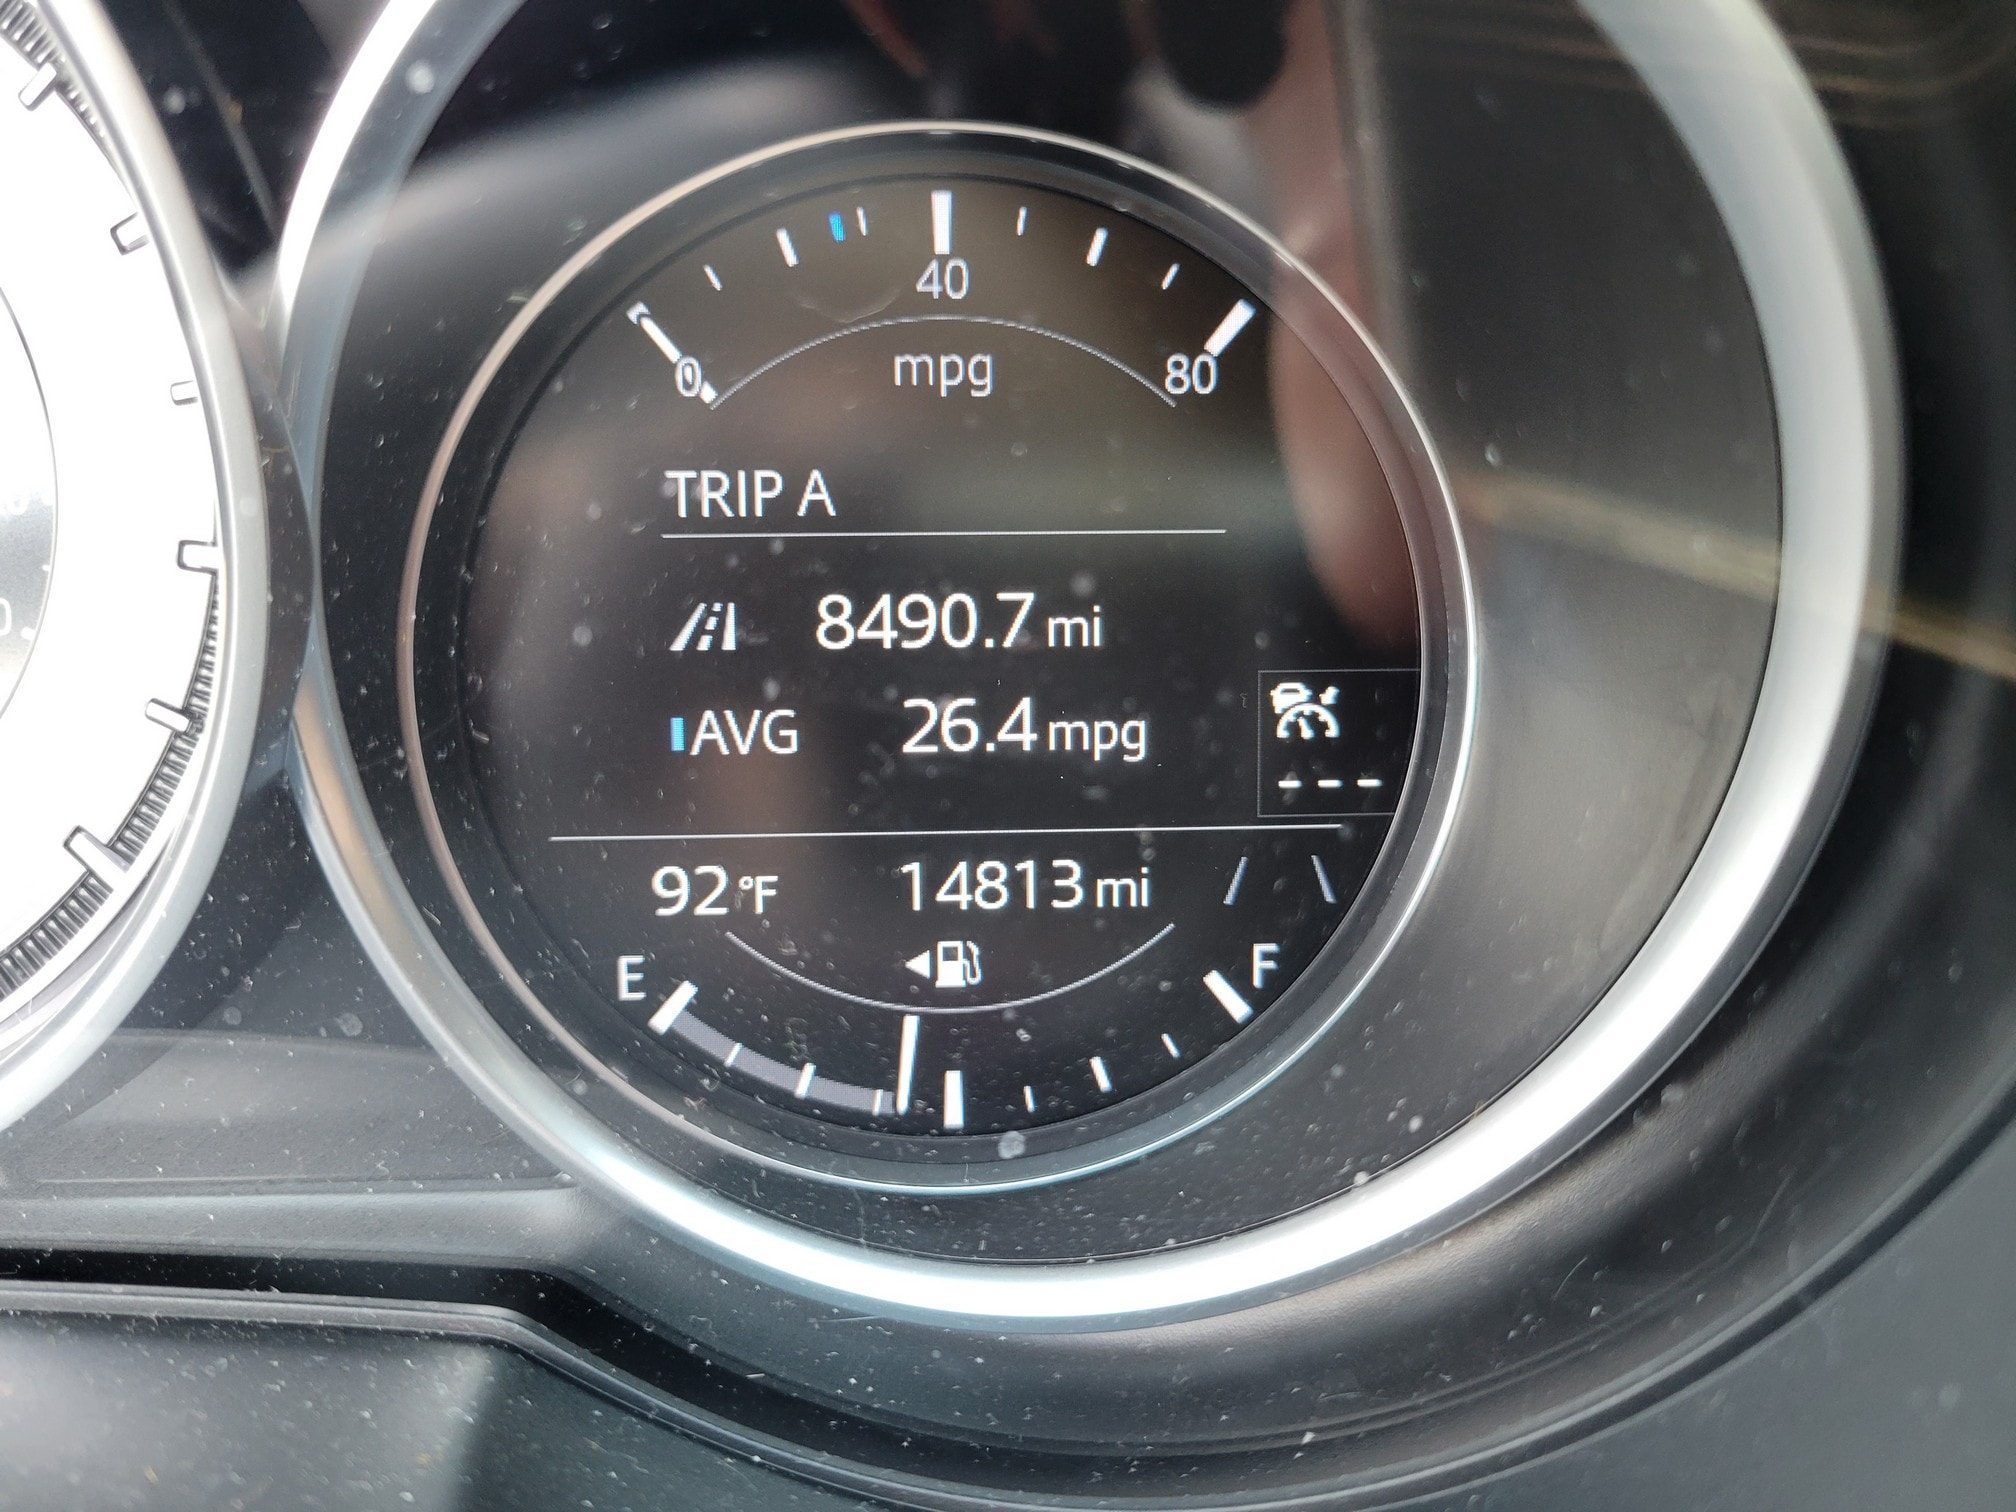 40
0 80
mpg
TRIP A
8490.7 mi
AVG 26.4 mpg
---
92°F 14813 mi
E F